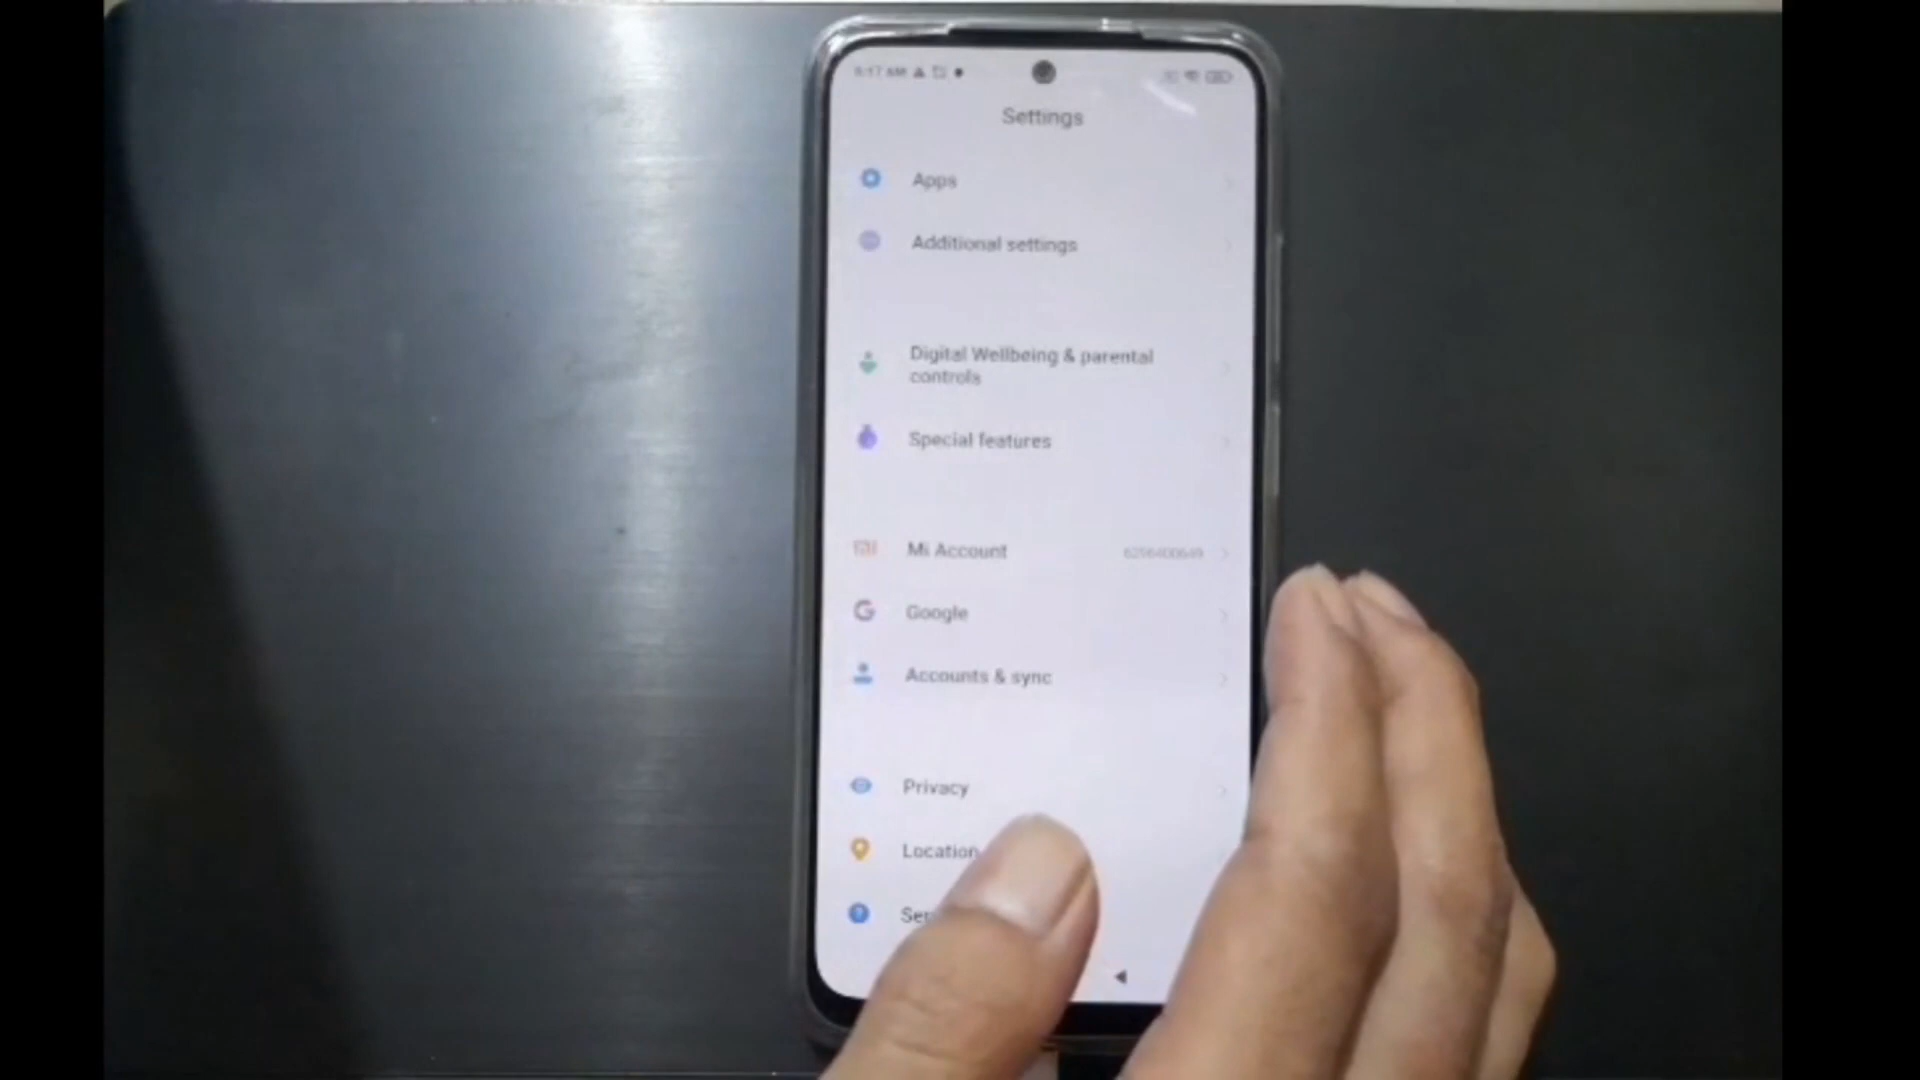 Settings
Apps
Additional settings
Digital Wellbeing & parental
controls
Special features
Mi Account
Google
Accounts & sync
Privacy
Location